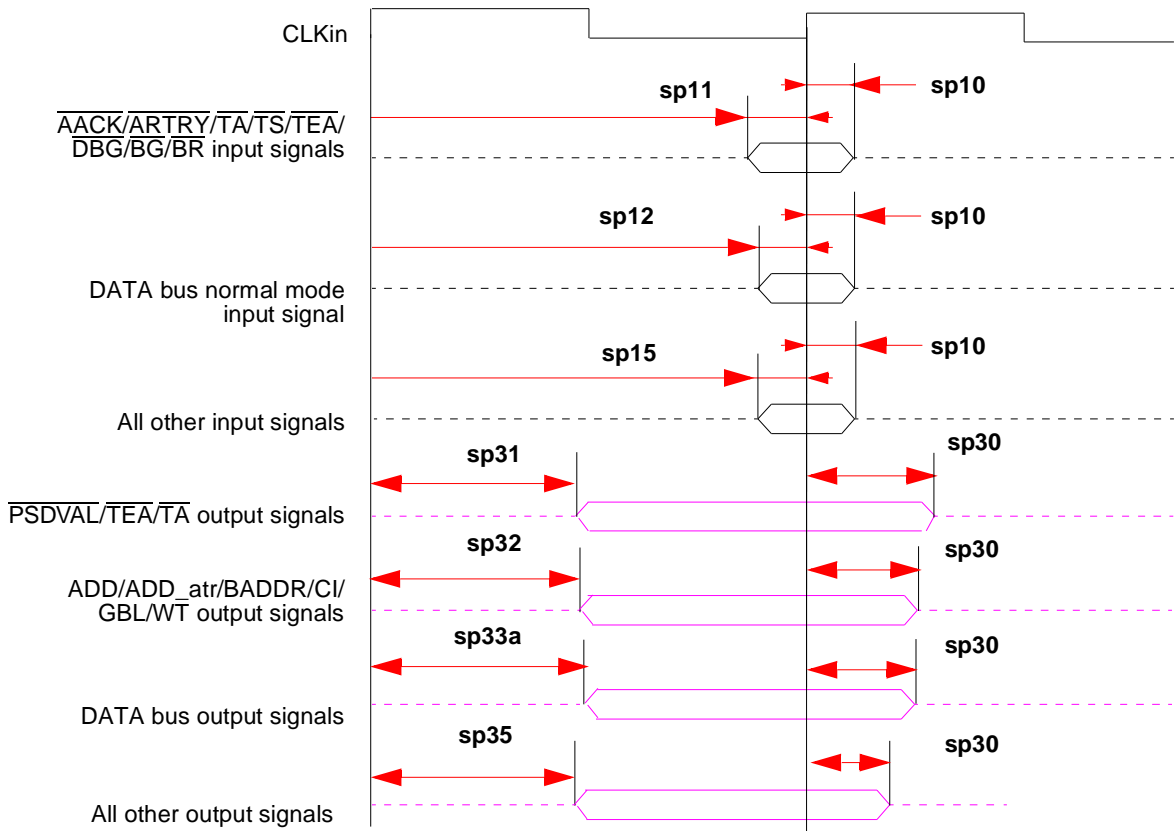 CLKin
sp11
sp10
AACK/ARTRY/TA/TS/TEA/
DBG/BG/BR input signals
sp12
sp10
DATA bus normal mode
input signal
sp15
sp10
All other input signals
sp31
sp30
PSDVAL/TEA/TA output signals
sp32
sp30
ADD/ADD_atr/BADDR/CI/
GBL/WT output signals
sp33a
sp30
DATA bus output signals
sp35
sp30
All other output signals